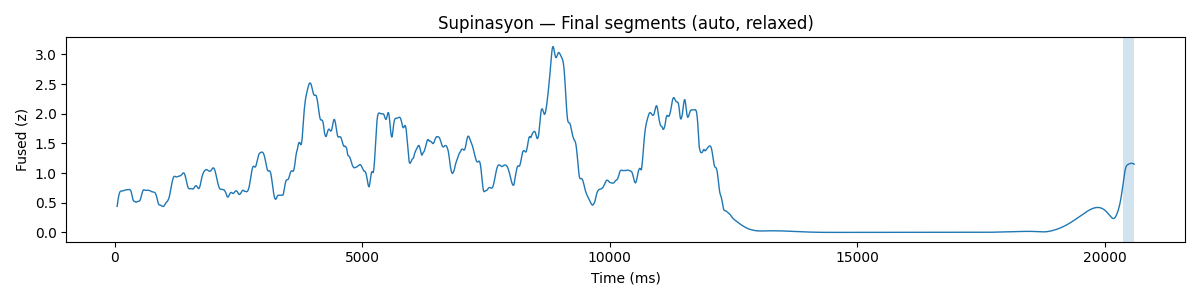 Supinasyon — Final segments (auto, relaxed)
Fused (z)
3.0
2.5
2.0
1.5
1.0
0.5
0.0
0 5000 10000 15000 20000
Time (ms)